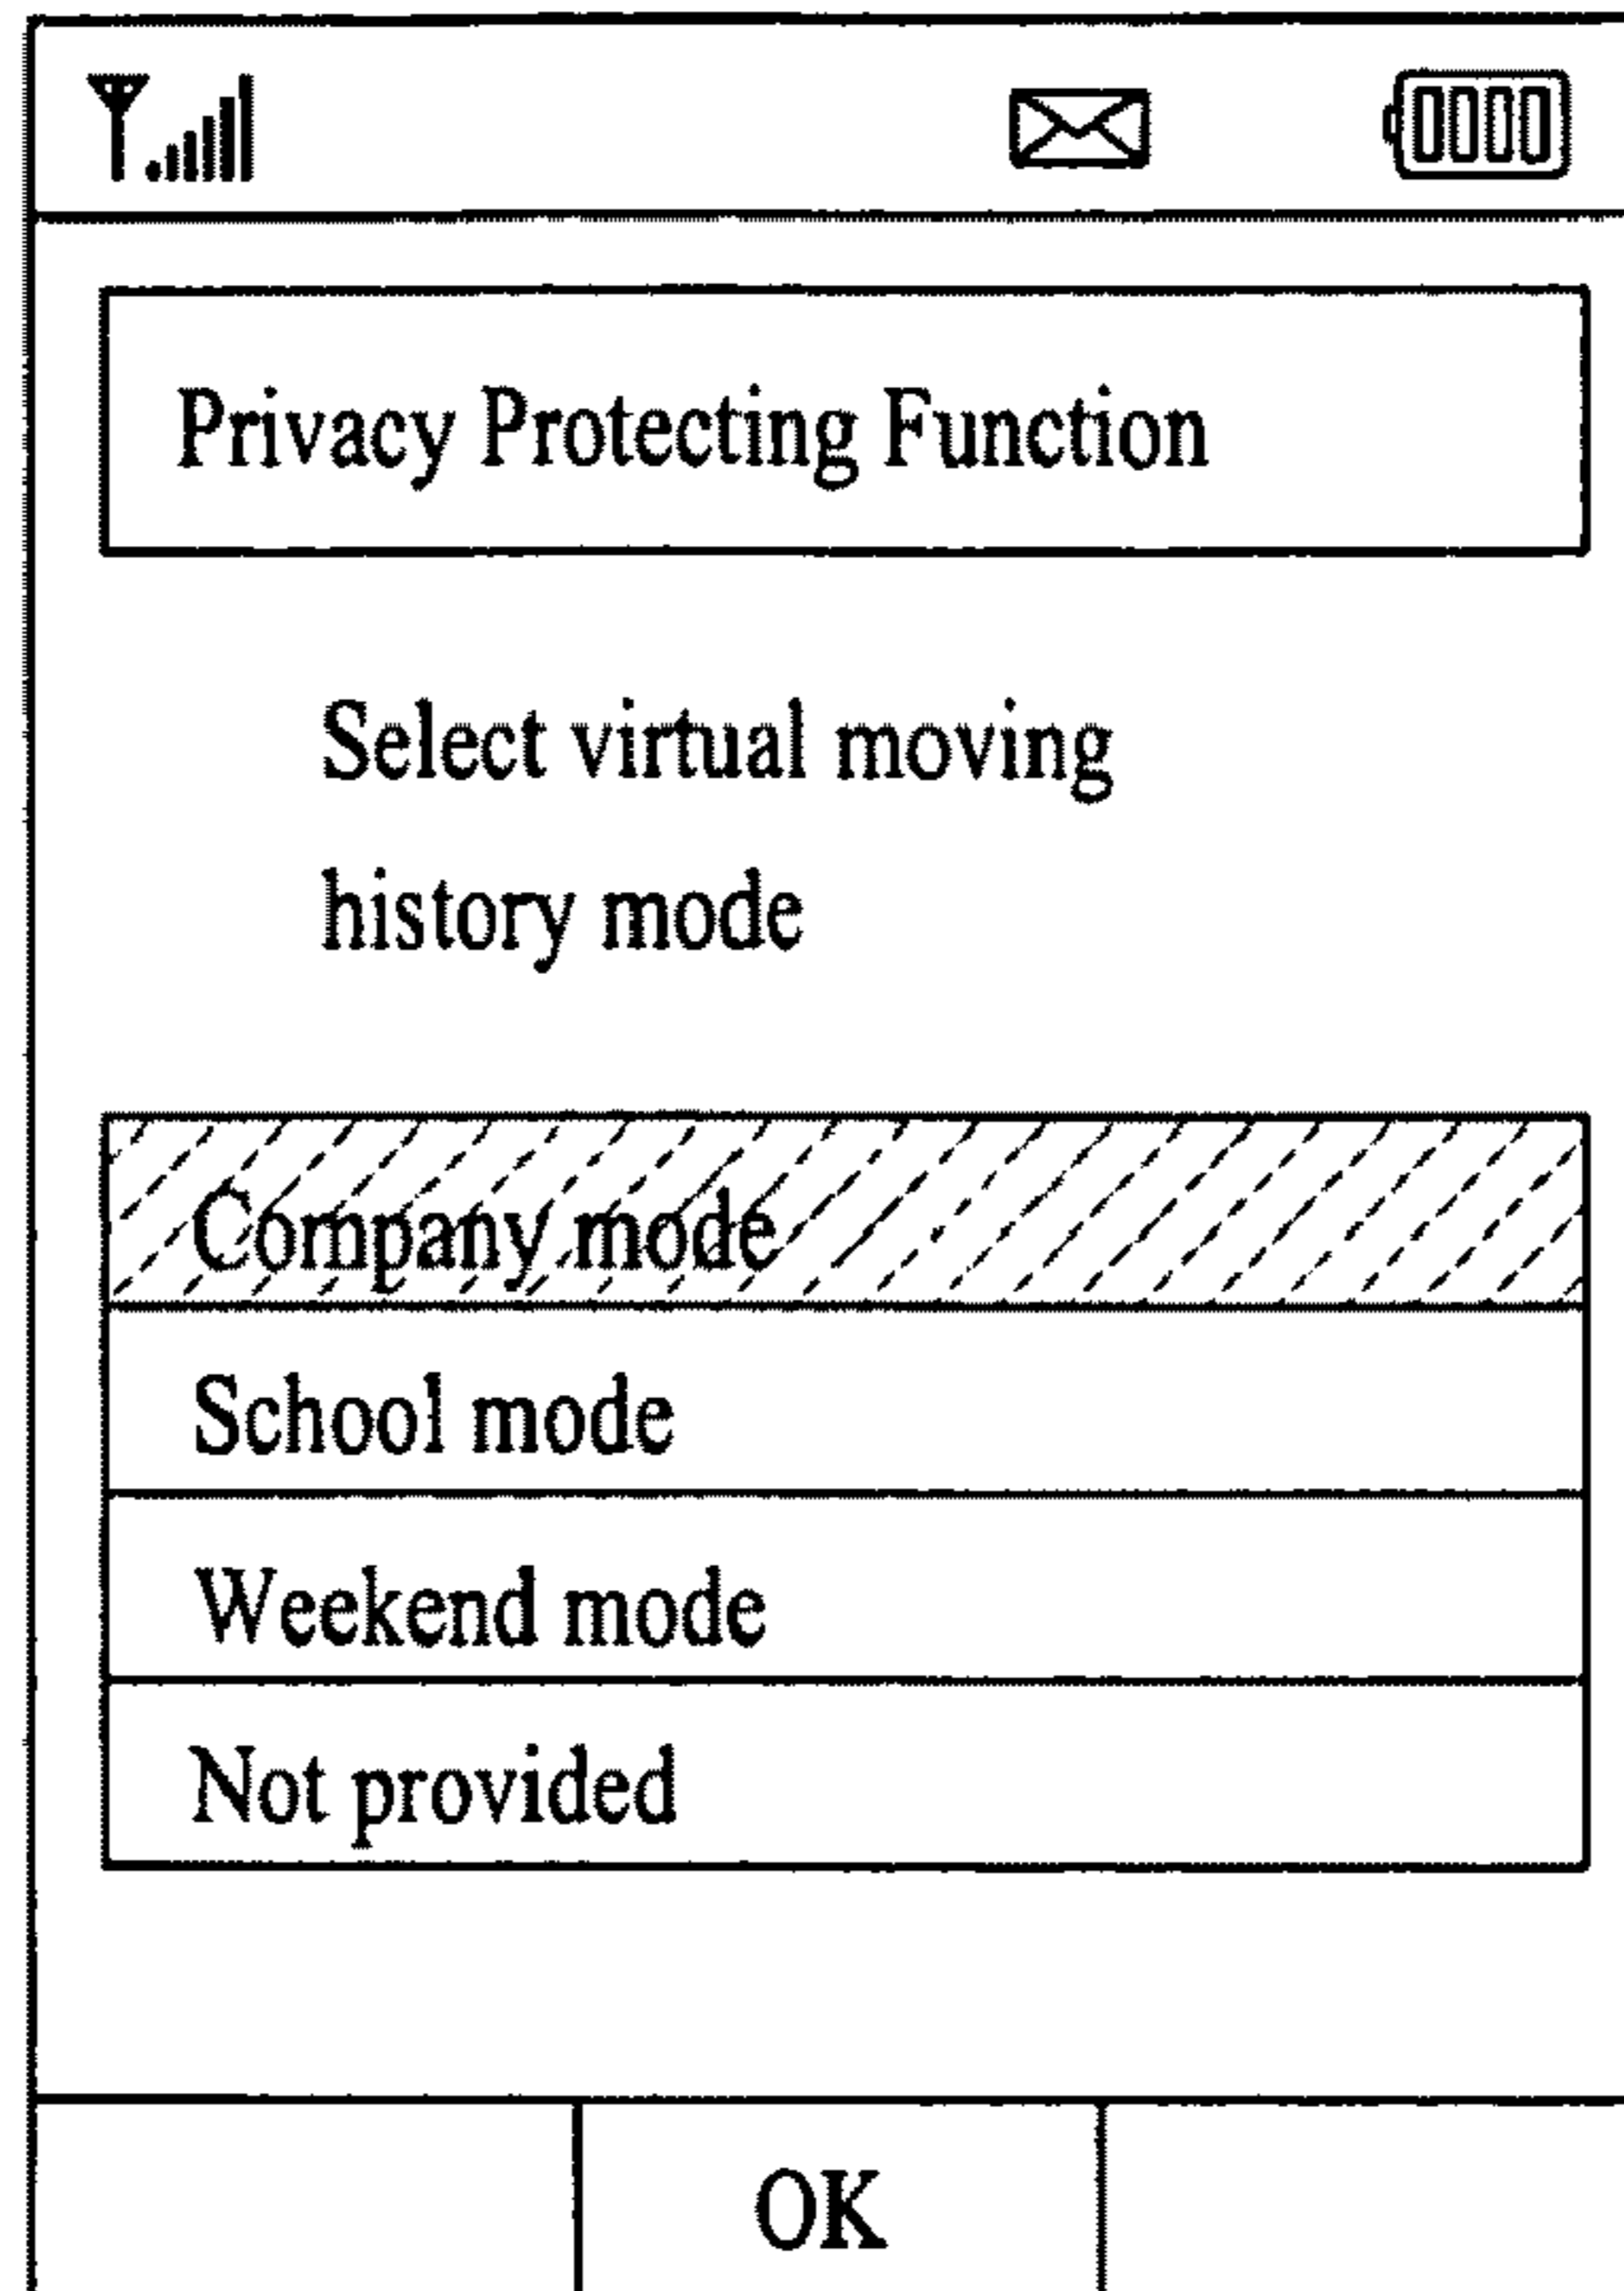 Privacy Protecting Function
Select virtual moving
history mode
Company mode
School mode
Weekend mode
Not provided
OK